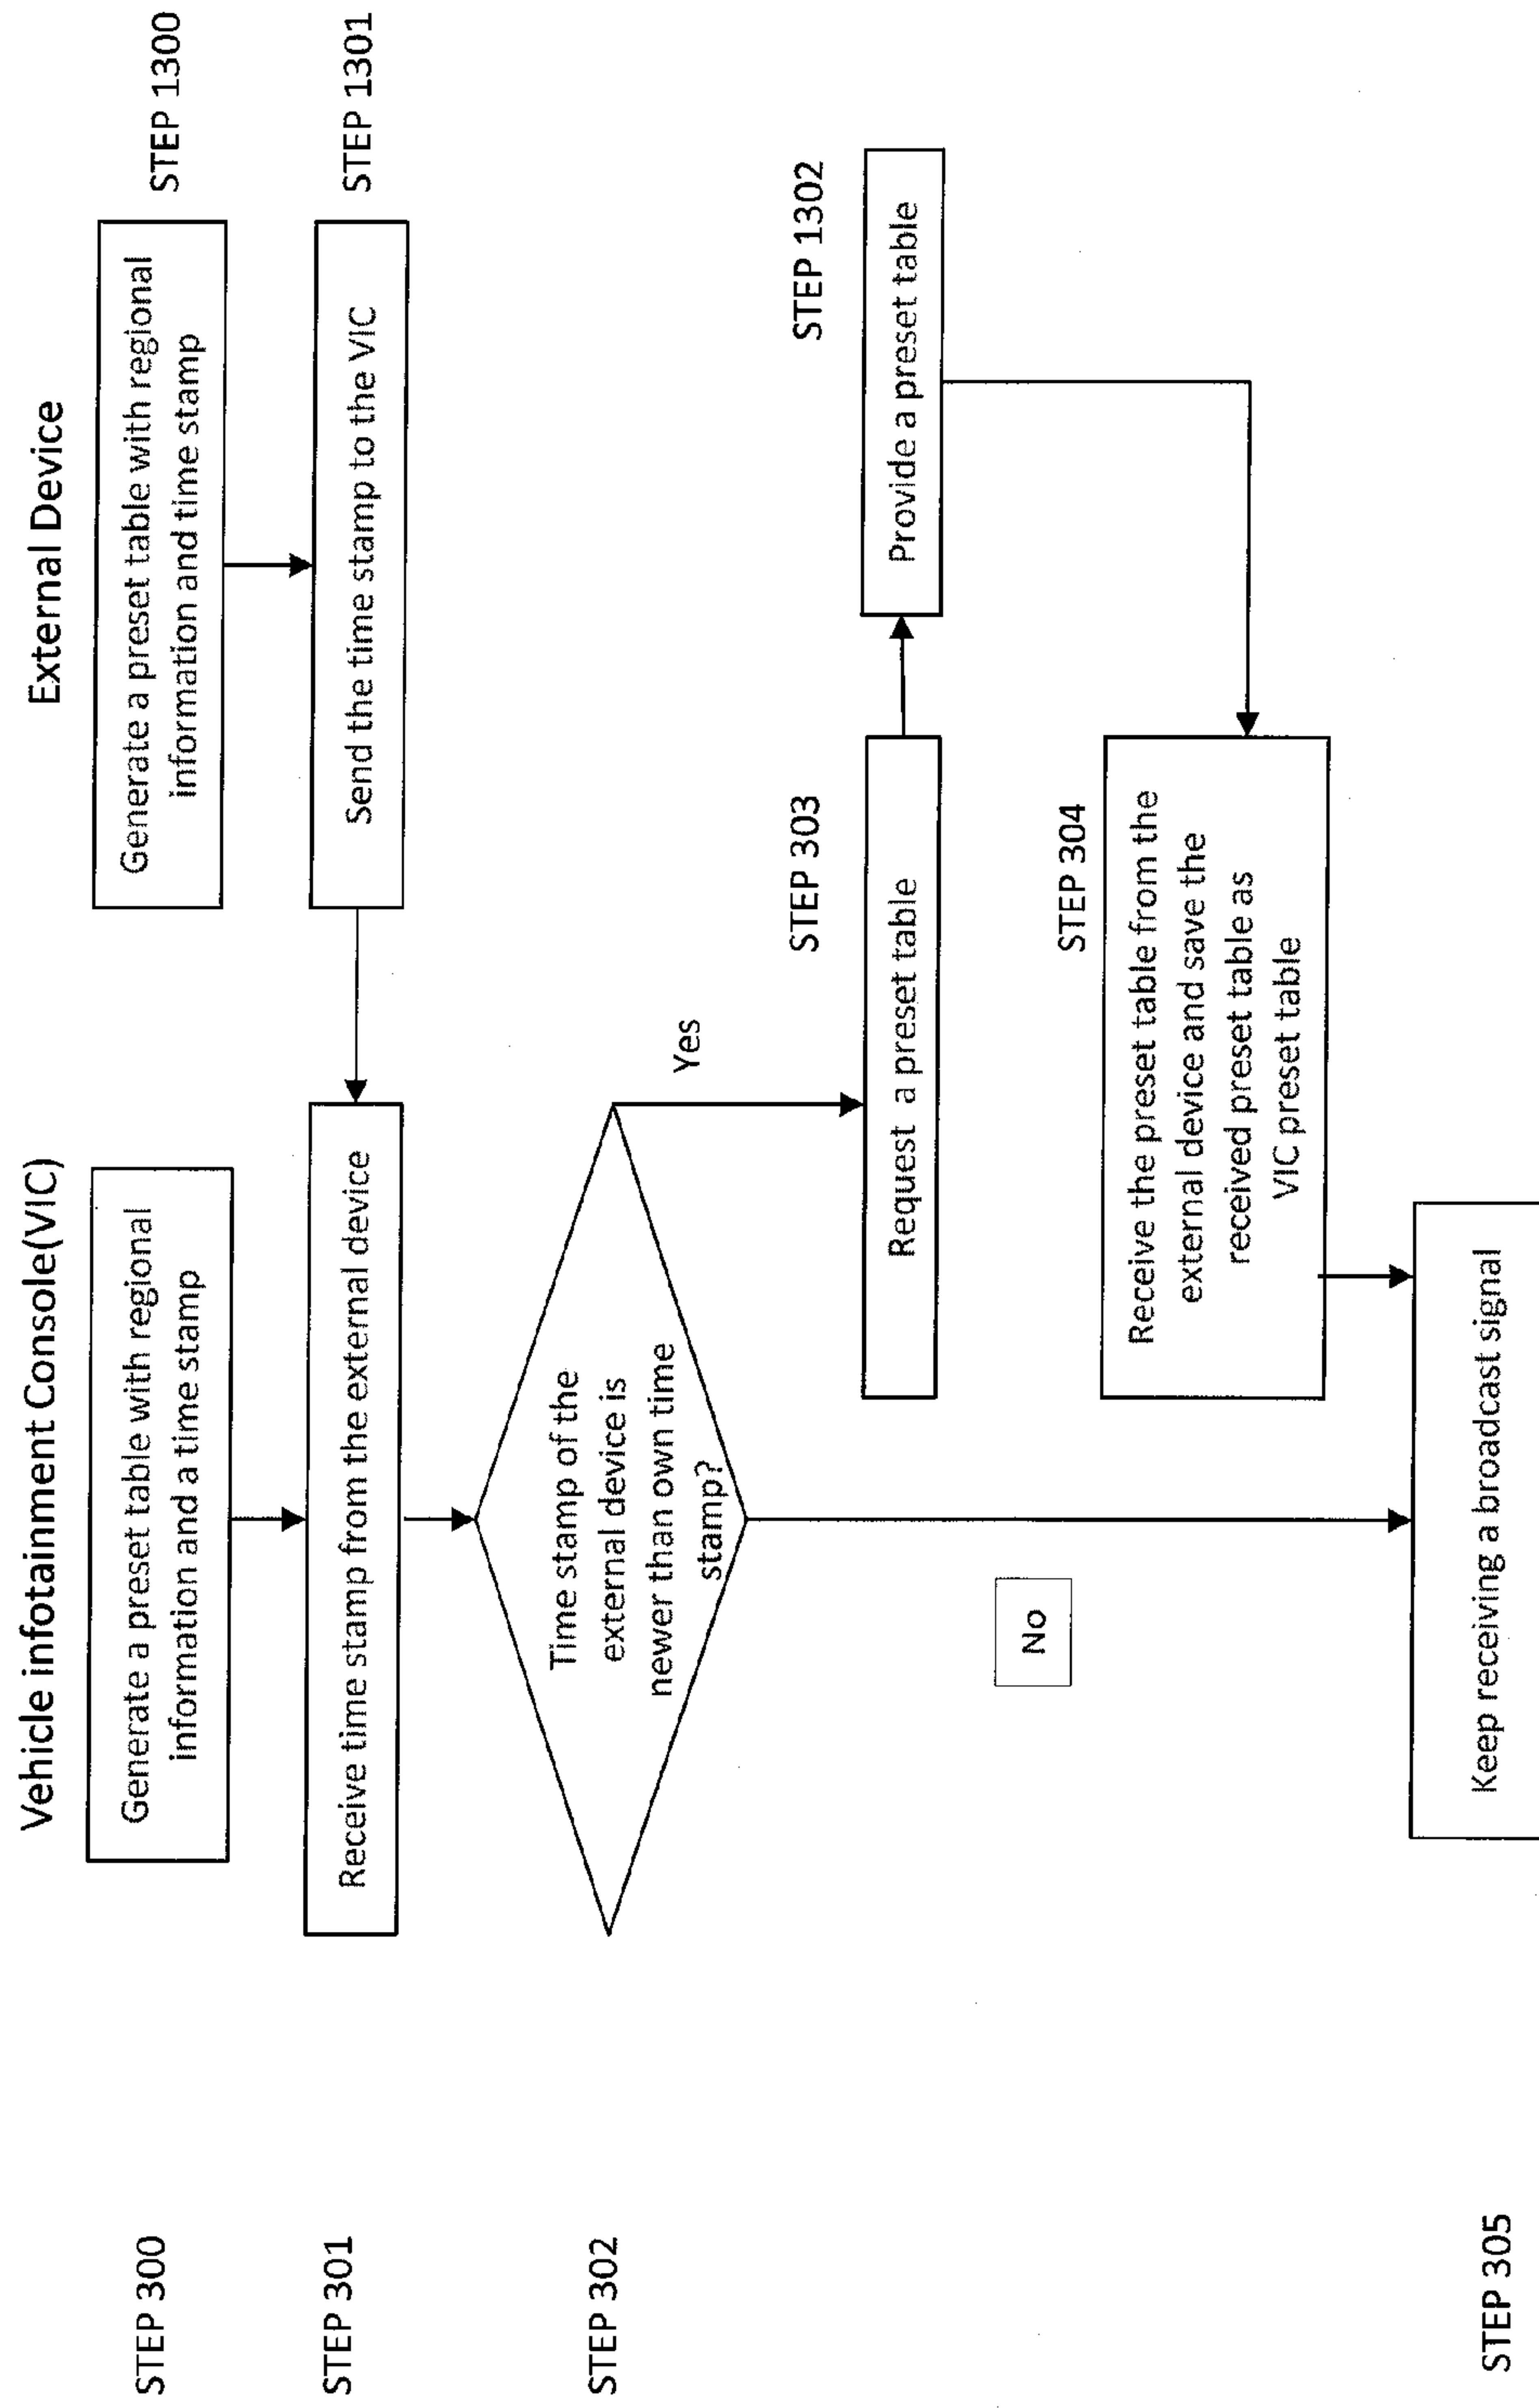 Vehicle infotainment Console(VIC)
External Device
STEP 300
Generate a preset table with regional
information and a time stamp
Generate a preset table with regional
information and time stamp
STEP 1300
STEP 301
Receive time stamp from the external device
Send the time stamp to the VIC
STEP 1301
STEP 302
Time stamp of the
external device is
newer than own time
stamp?
Yes
STEP 303
Request a preset table
STEP 1302
Provide a preset table
No
STEP 304
Receive the preset table from the
external device and save the
received preset table as
VIC preset table
STEP 305
Keep receiving a broadcast signal